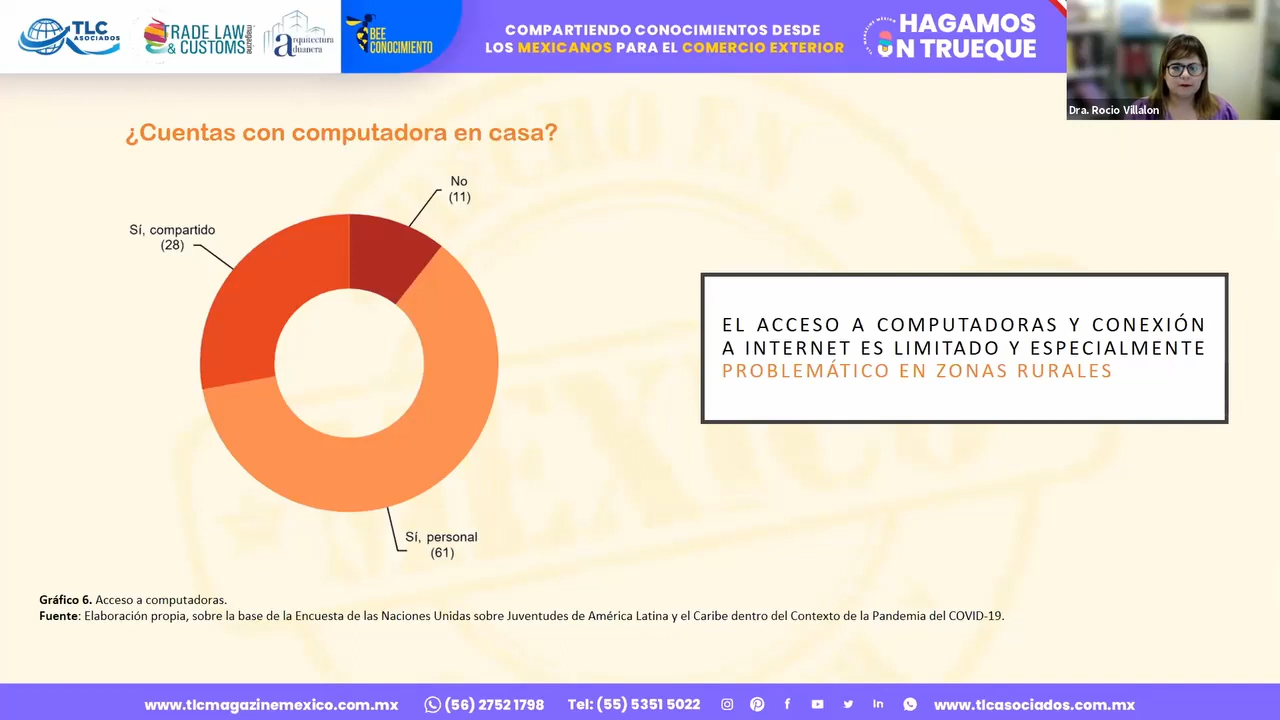 TLC
ASOCIADOS
TRADE LAW
& CUSTOMS
magazine
arquitectura
aduanera
BEE
CONOCIMIENTO
COMPARTIENDO CONOCIMIENTOS DESDE
LOS MEXICANOS PARA EL COMERCIO EXTERIOR
HAGAMOS
UN TRUEQUE
Dra. Rocio Villalon
¿Cuentas con computadora en casa?
No
(11)
Sí, compartido
(28)
Sí, personal
(61)
EL ACCESO A COMPUTADORAS Y CONEXIÓN
A INTERNET ES LIMITADO Y ESPECIALMENTE
PROBLEMÁTICO EN ZONAS RURALES
HECHO EN
MEXICO
Gráfico 6. Acceso a computadoras.
Fuente: Elaboración propia, sobre la base de la Encuesta de las Naciones Unidas sobre Juventudes de América Latina y el Caribe dentro del Contexto de la Pandemia del COVID-19.
www.tlcmagazinemexico.com.mx
(56) 2752 1798
Tel: (55) 5351 5022
www.tlcasociados.com.mx